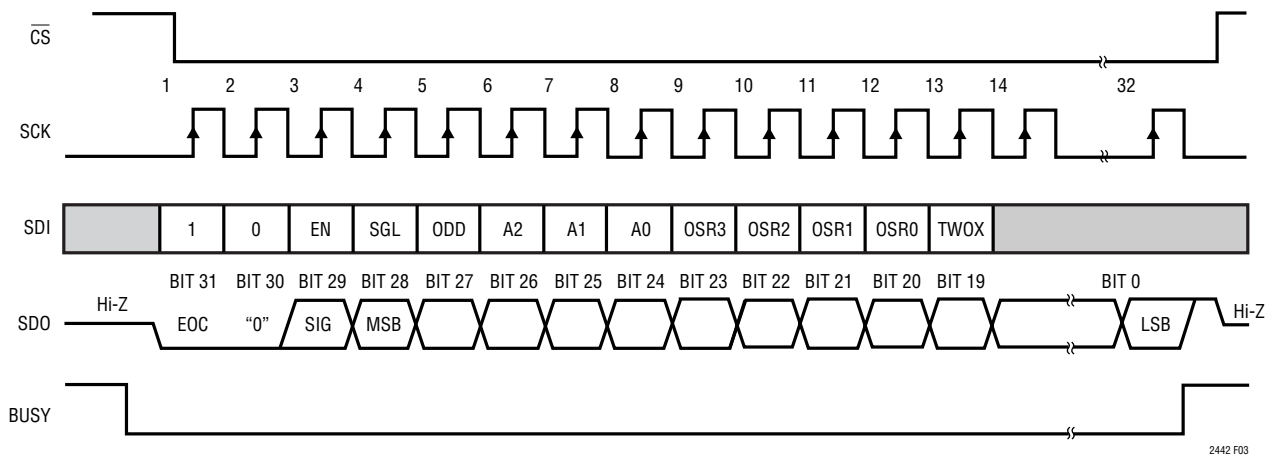 CS
1 2 3 4 5 6 7 8 9 10 11 12 13 14 32
SCK
SDI 1 0 EN SGL ODD A2 A1 A0 OSR3 OSR2 OSR1 OSR0 TWOX
BIT 31 BIT 30 BIT 29 BIT 28 BIT 27 BIT 26 BIT 25 BIT 24 BIT 23 BIT 22 BIT 21 BIT 20 BIT 19 BIT 0
Hi-Z Hi-Z
SDO EOC “0” SIG MSB LSB
BUSY
2442 F03